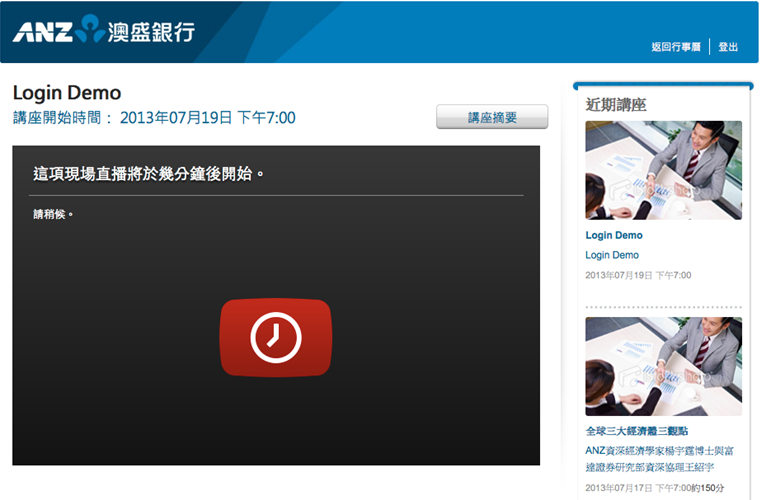 ANZ 澳盛銀行
返回行事曆 登出
Login Demo
講座開始時間： 2013年07月19日 下午7:00
講座摘要
這項現場直播將於幾分鐘後開始。
請稍候。
近期講座
Login Demo
Login Demo
2013年07月19日 下午7:00
全球三大經濟體三觀點
ANZ資深經濟學家楊宇霆博士與富
達證券研究部資深協理王紹宇
2013年07月17日 下午7:00約150分